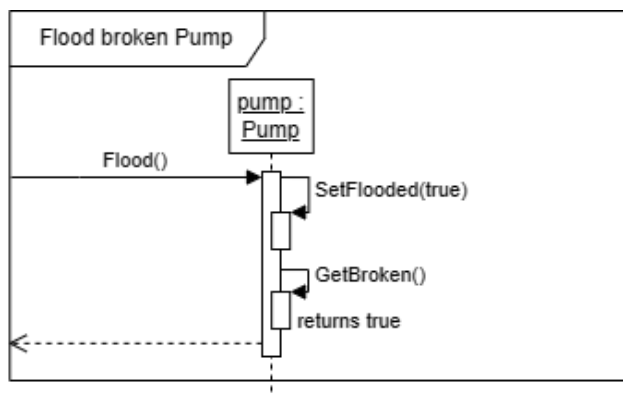 Flood broken Pump
pump :
Pump
Flood()
SetFlooded(true)
GetBroken()
returns true